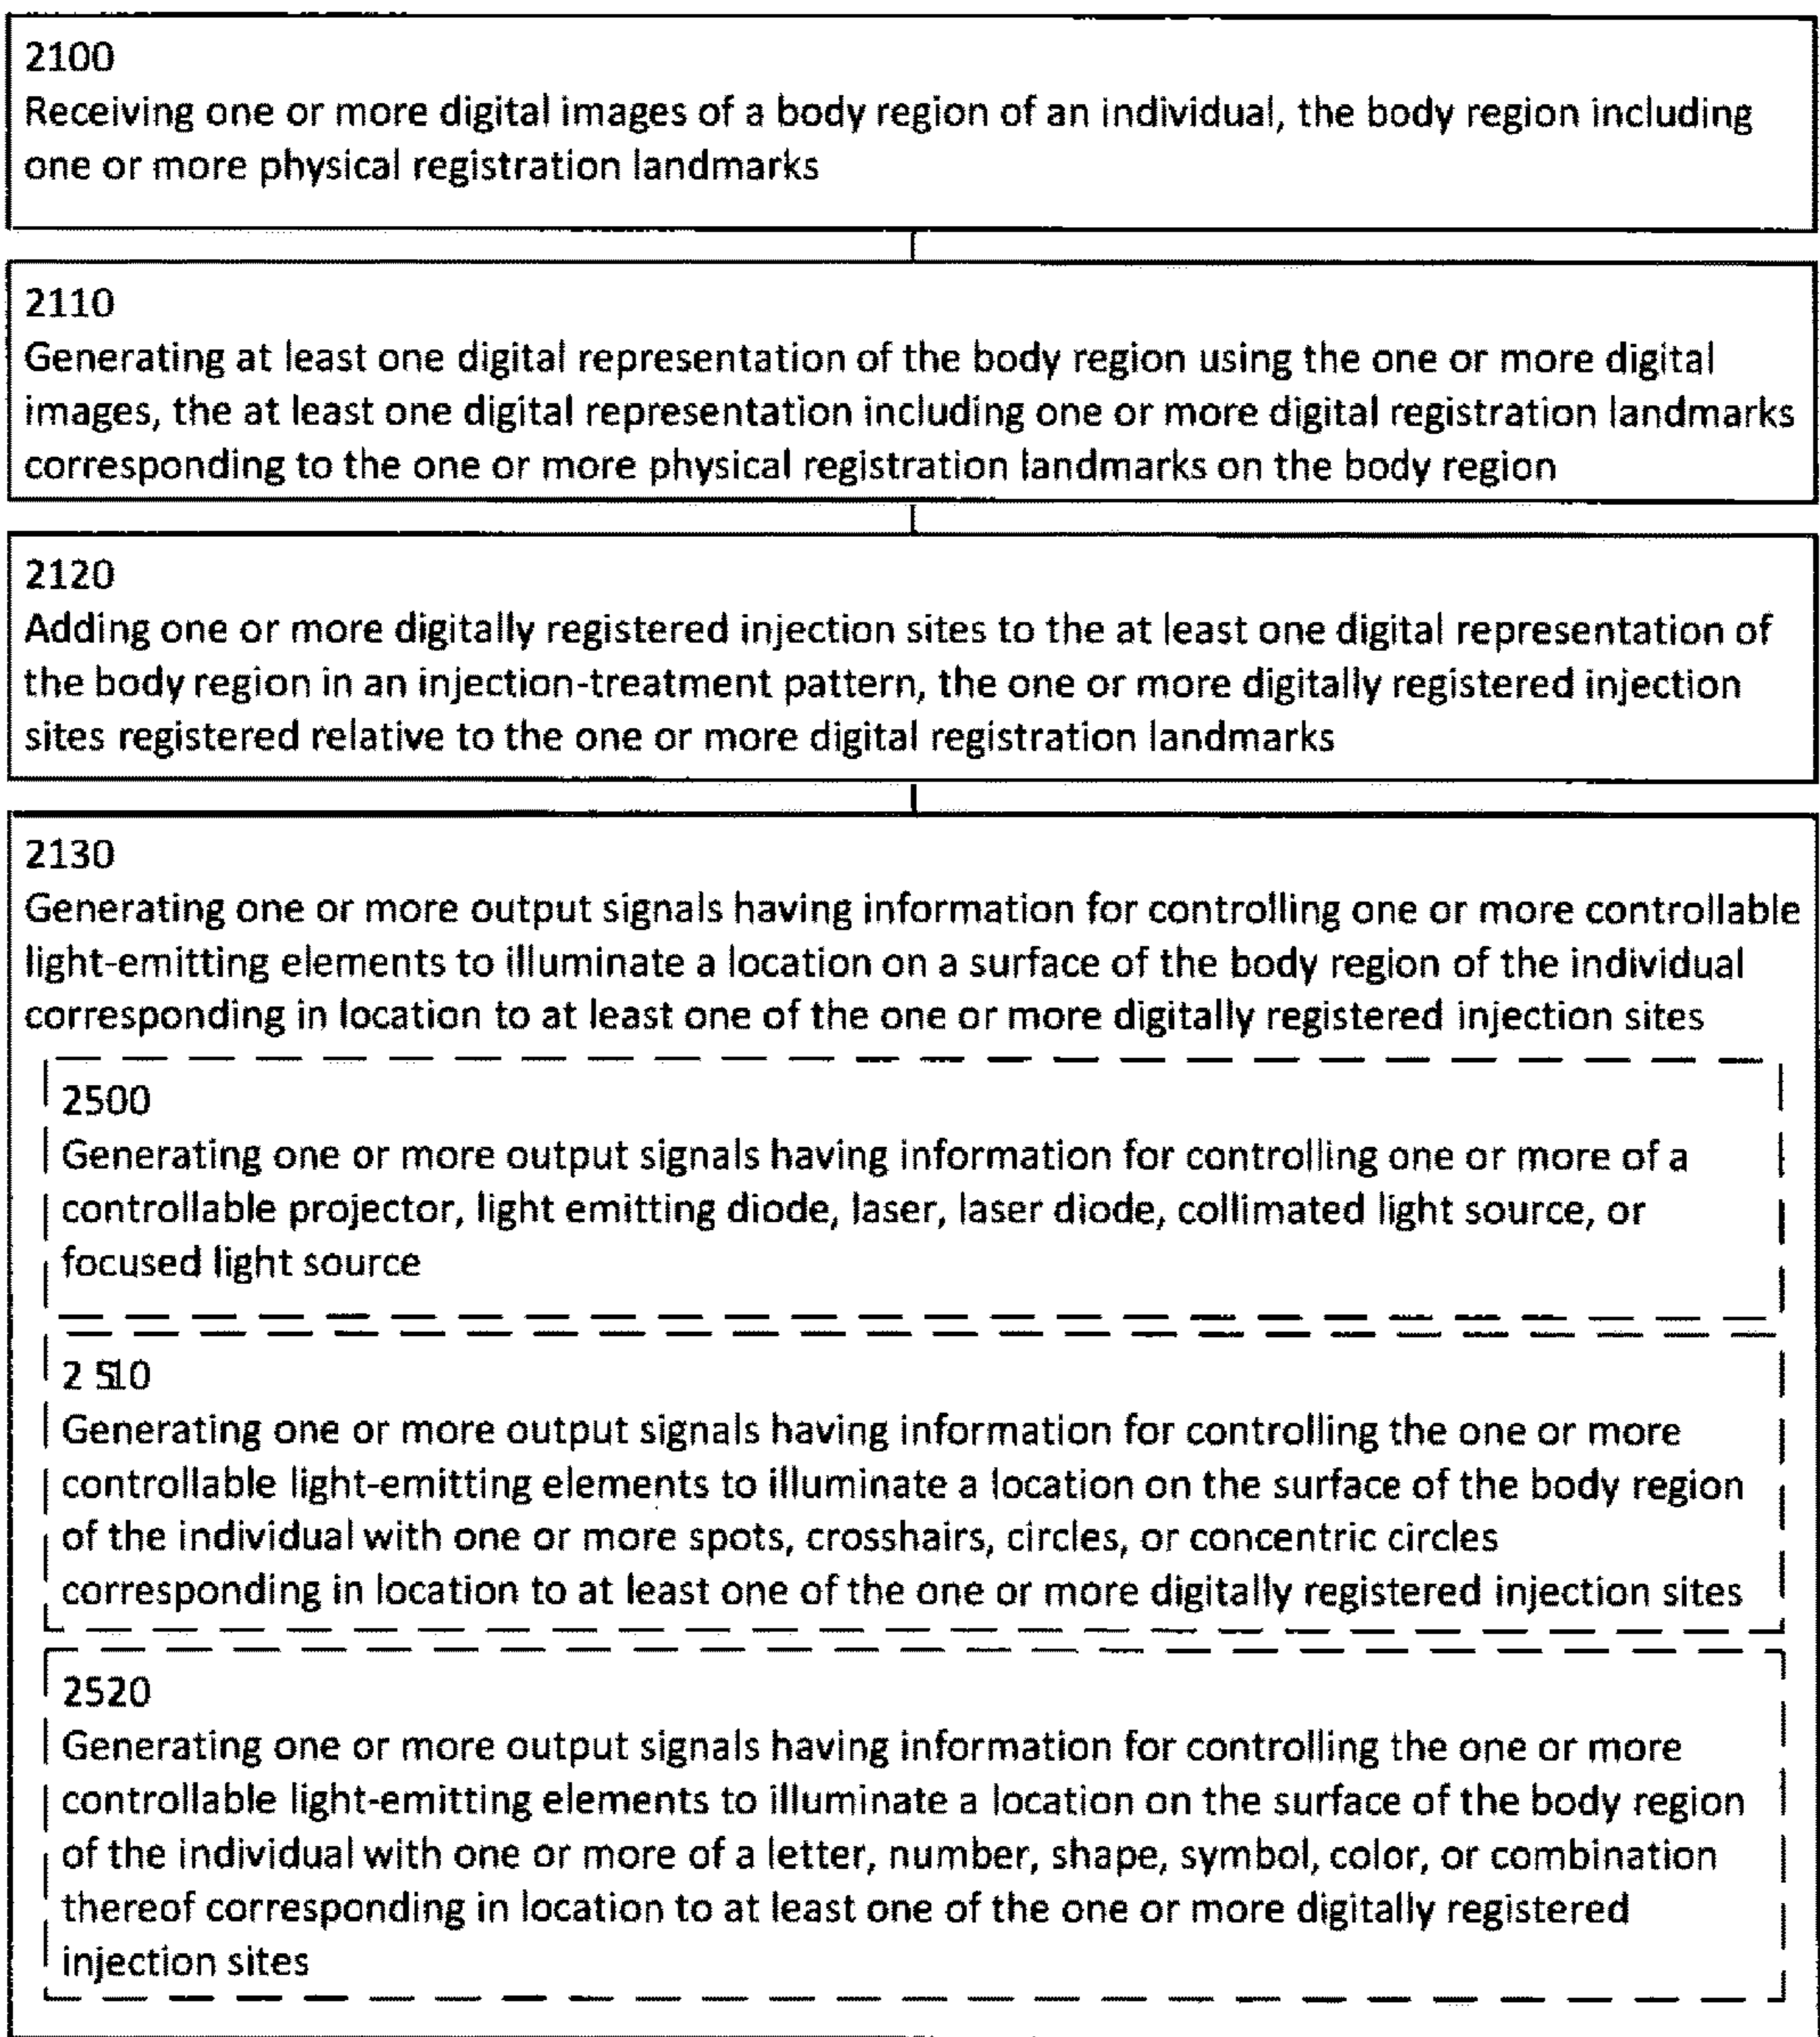 2100
Receiving one or more digital images of a body region of an individual, the body region including
one or more physical registration landmarks
2110
Generating at least one digital representation of the body region using the one or more digital
images, the at least one digital representation including one or more digital registration landmarks
corresponding to the one or more physical registration landmarks on the body region
2120
Adding one or more digitally registered injection sites to the at least one digital representation of
the body region in an injection-treatment pattern, the one or more digitally registered injection
sites registered relative to the one or more digital registration landmarks
2130
Generating one or more output signals having information for controlling one or more controllable
light-emitting elements to illuminate a location on a surface of the body region of the individual
corresponding in location to at least one of the one or more digitally registered injection sites
2500
Generating one or more output signals having information for controlling one or more of a
controllable projector, light emitting diode, laser, laser diode, collimated light source, or
focused light source
2510
Generating one or more output signals having information for controlling the one or more
controllable light-emitting elements to illuminate a location on the surface of the body region
of the individual with one or more spots, crosshairs, circles, or concentric circles
corresponding in location to at least one of the one or more digitally registered injection sites
2520
Generating one or more output signals having information for controlling the one or more
controllable light-emitting elements to illuminate a location on the surface of the body region
of the individual with one or more of a letter, number, shape, symbol, color, or combination
thereof corresponding in location to at least one of the one or more digitally registered
injection sites